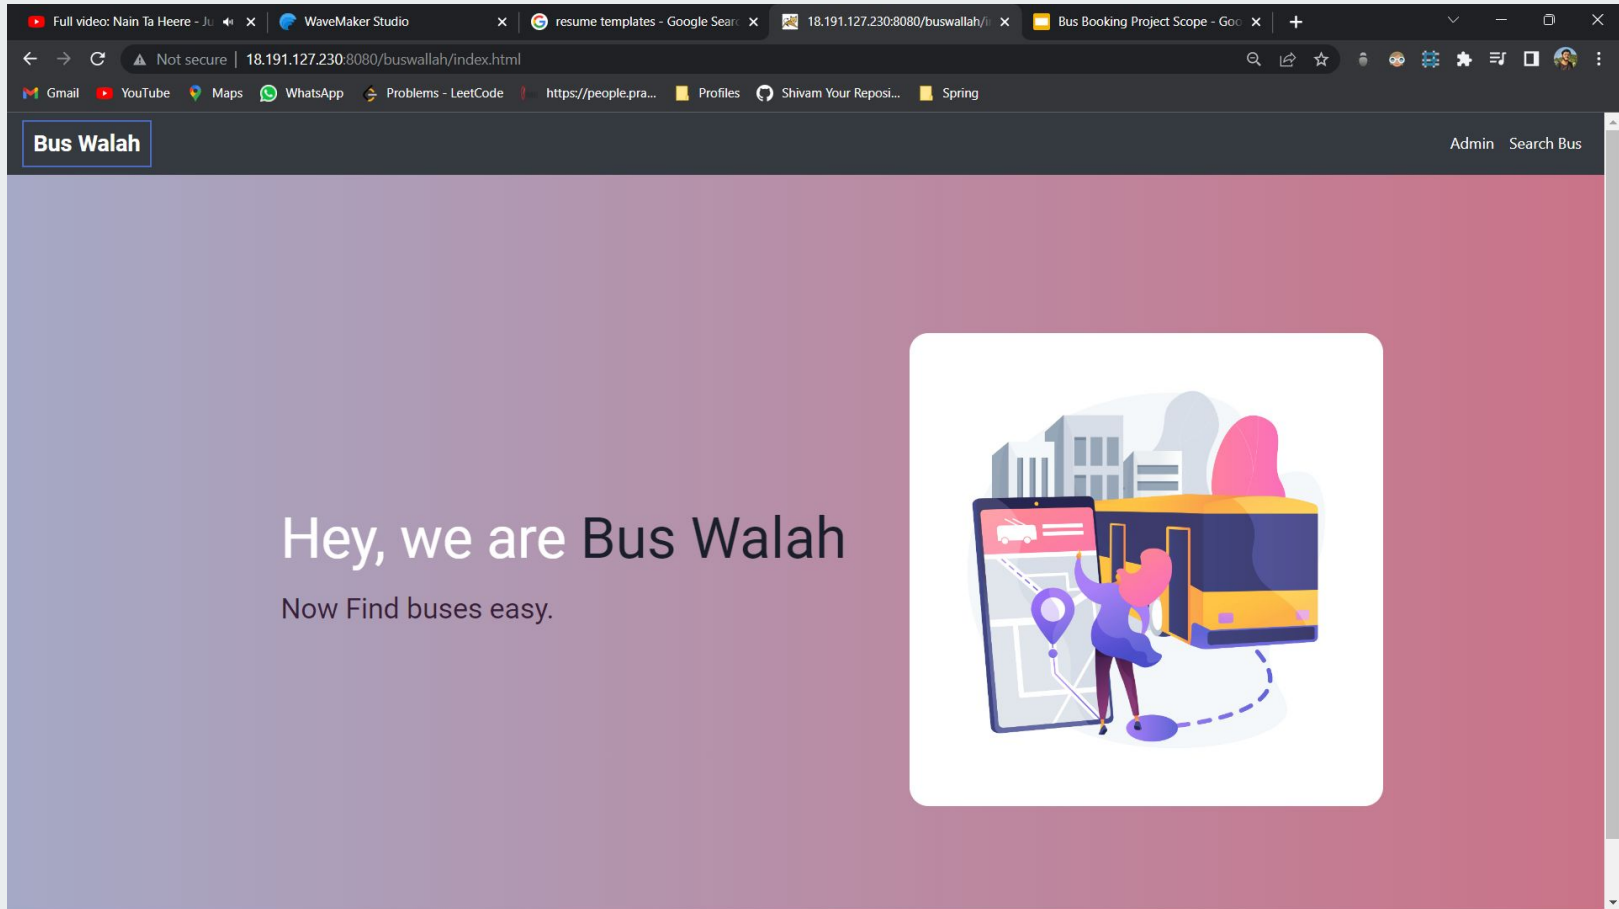 Full video: Nain Ta Heere - Ju
WaveMaker Studio
resume templates - Google Searc
18.191.127.230:8080/buswallah/i
Bus Booking Project Scope - Goo
Not secure | 18.191.127.230:8080/buswallah/index.html
Gmail YouTube Maps WhatsApp Problems - LeetCode https://people.pra... Profiles Shivam Your Reposi... Spring
Bus Walah
Admin Search Bus
Hey, we are Bus Walah
Now Find buses easy.